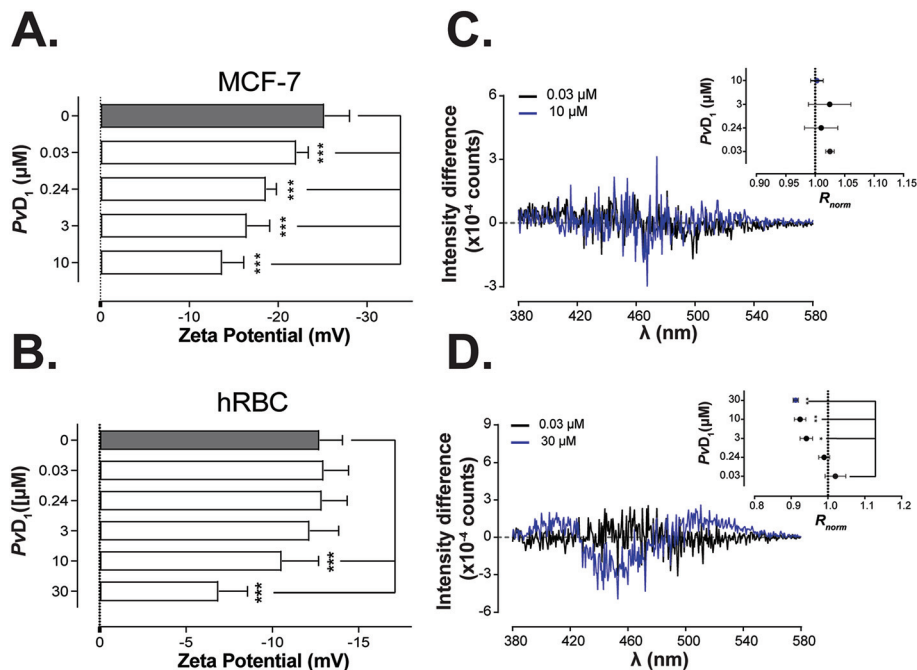 A.
MCF-7
PvD1 (µM)
0
0.03
0.24
3
10
***
***
***
***
0
-10
-20
-30
Zeta Potential (mV)
B.
hRBC
PvD1([µM)
0
0.03
0.24
3
10
30
***
***
0
-5
-10
-15
Zeta Potential (mV)
C.
0.03 µM
10 µM
Intensity difference
(x10-4 counts)
6
3
0
-3
380
420
460
500
540
580
λ (nm)
PvD1 (µM)
10
3
0.24
0.03
0.90
0.95
1.00
1.05
1.10
1.15
Rnorm
D.
0.03 µM
30 µM
Intensity difference
(x10-4 counts)
9
6
3
0
-3
-6
380
420
460
500
540
580
λ (nm)
PvD1(µM)
30
10
3
0.24
0.03
0.8
0.9
1.0
1.1
1.2
Rnorm